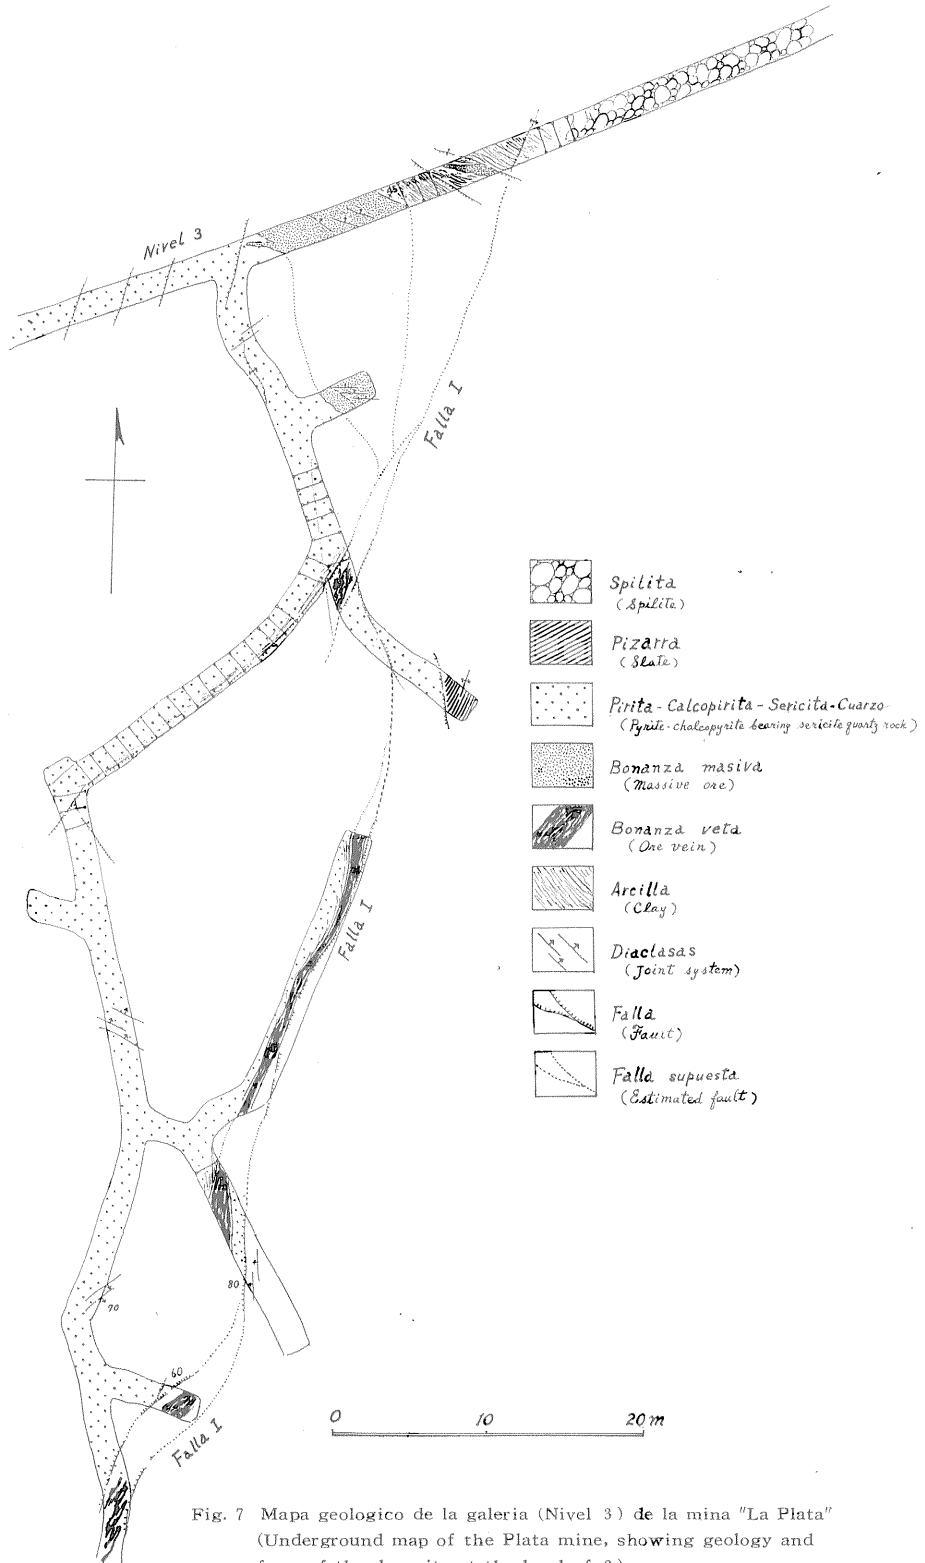 Nivel 3
Falla I
Spilita
(Spilite)
Pizarra
(Slate)
Pirita-Calcopirita-Sericita-Cuarzo
(Pyrite-chalcopyrite bearing sericite quartz rock)
Bonanza masiva
(Massive ore)
Bonanza veta
(Ore vein)
Arcilla
(Clay)
Diaclasas
(Joint system)
Falla
(Fault)
Falla supuesta
(Estimated fault)
Falla I
80
70
60
Falla I
0 10 20 m
Fig. 7 Mapa geologico de la galeria (Nivel 3) de la mina "La Plata"
(Underground map of the Plata mine, showing geology and